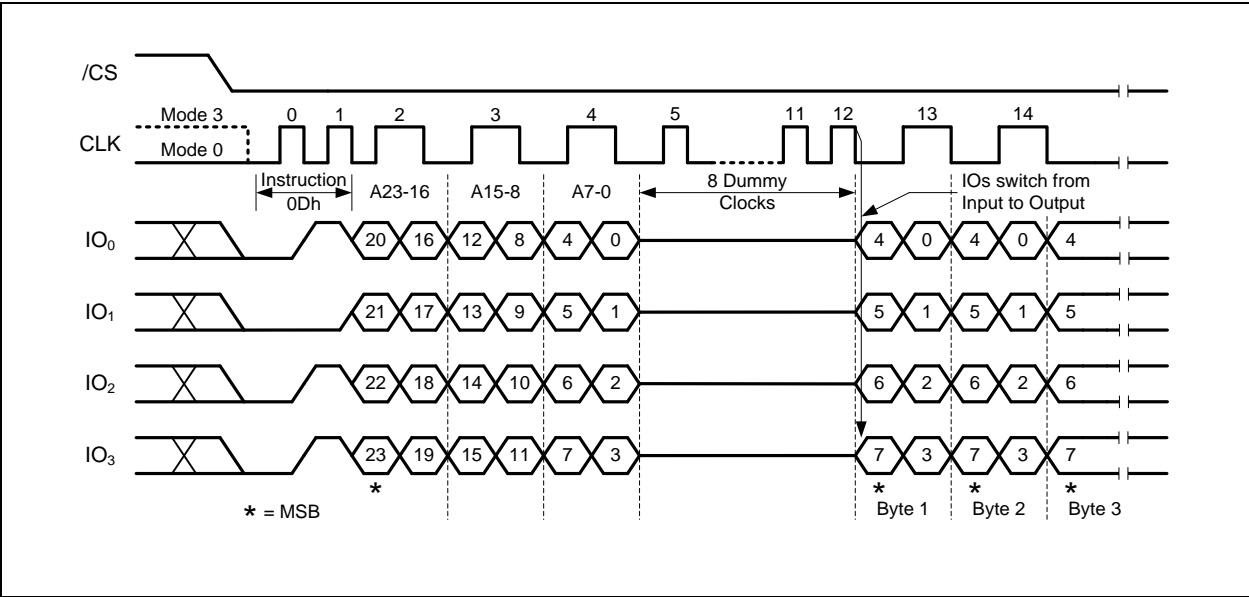 /CS
Mode 3 0 1 2 3 4 5 11 12 13 14
CLK
Mode 0
Instruction
0Dh
A23-16 A15-8 A7-0
8 Dummy
Clocks
IOs switch from
Input to Output
IO0 20 16 12 8 4 0 4 0 4 0 4
IO1 21 17 13 9 5 1 5 1 5 1 5
IO2 22 18 14 10 6 2 6 2 6 2 6
IO3 23 19 15 11 7 3 7 3 7 3 7
* * * *
* = MSB
Byte 1 Byte 2 Byte 3